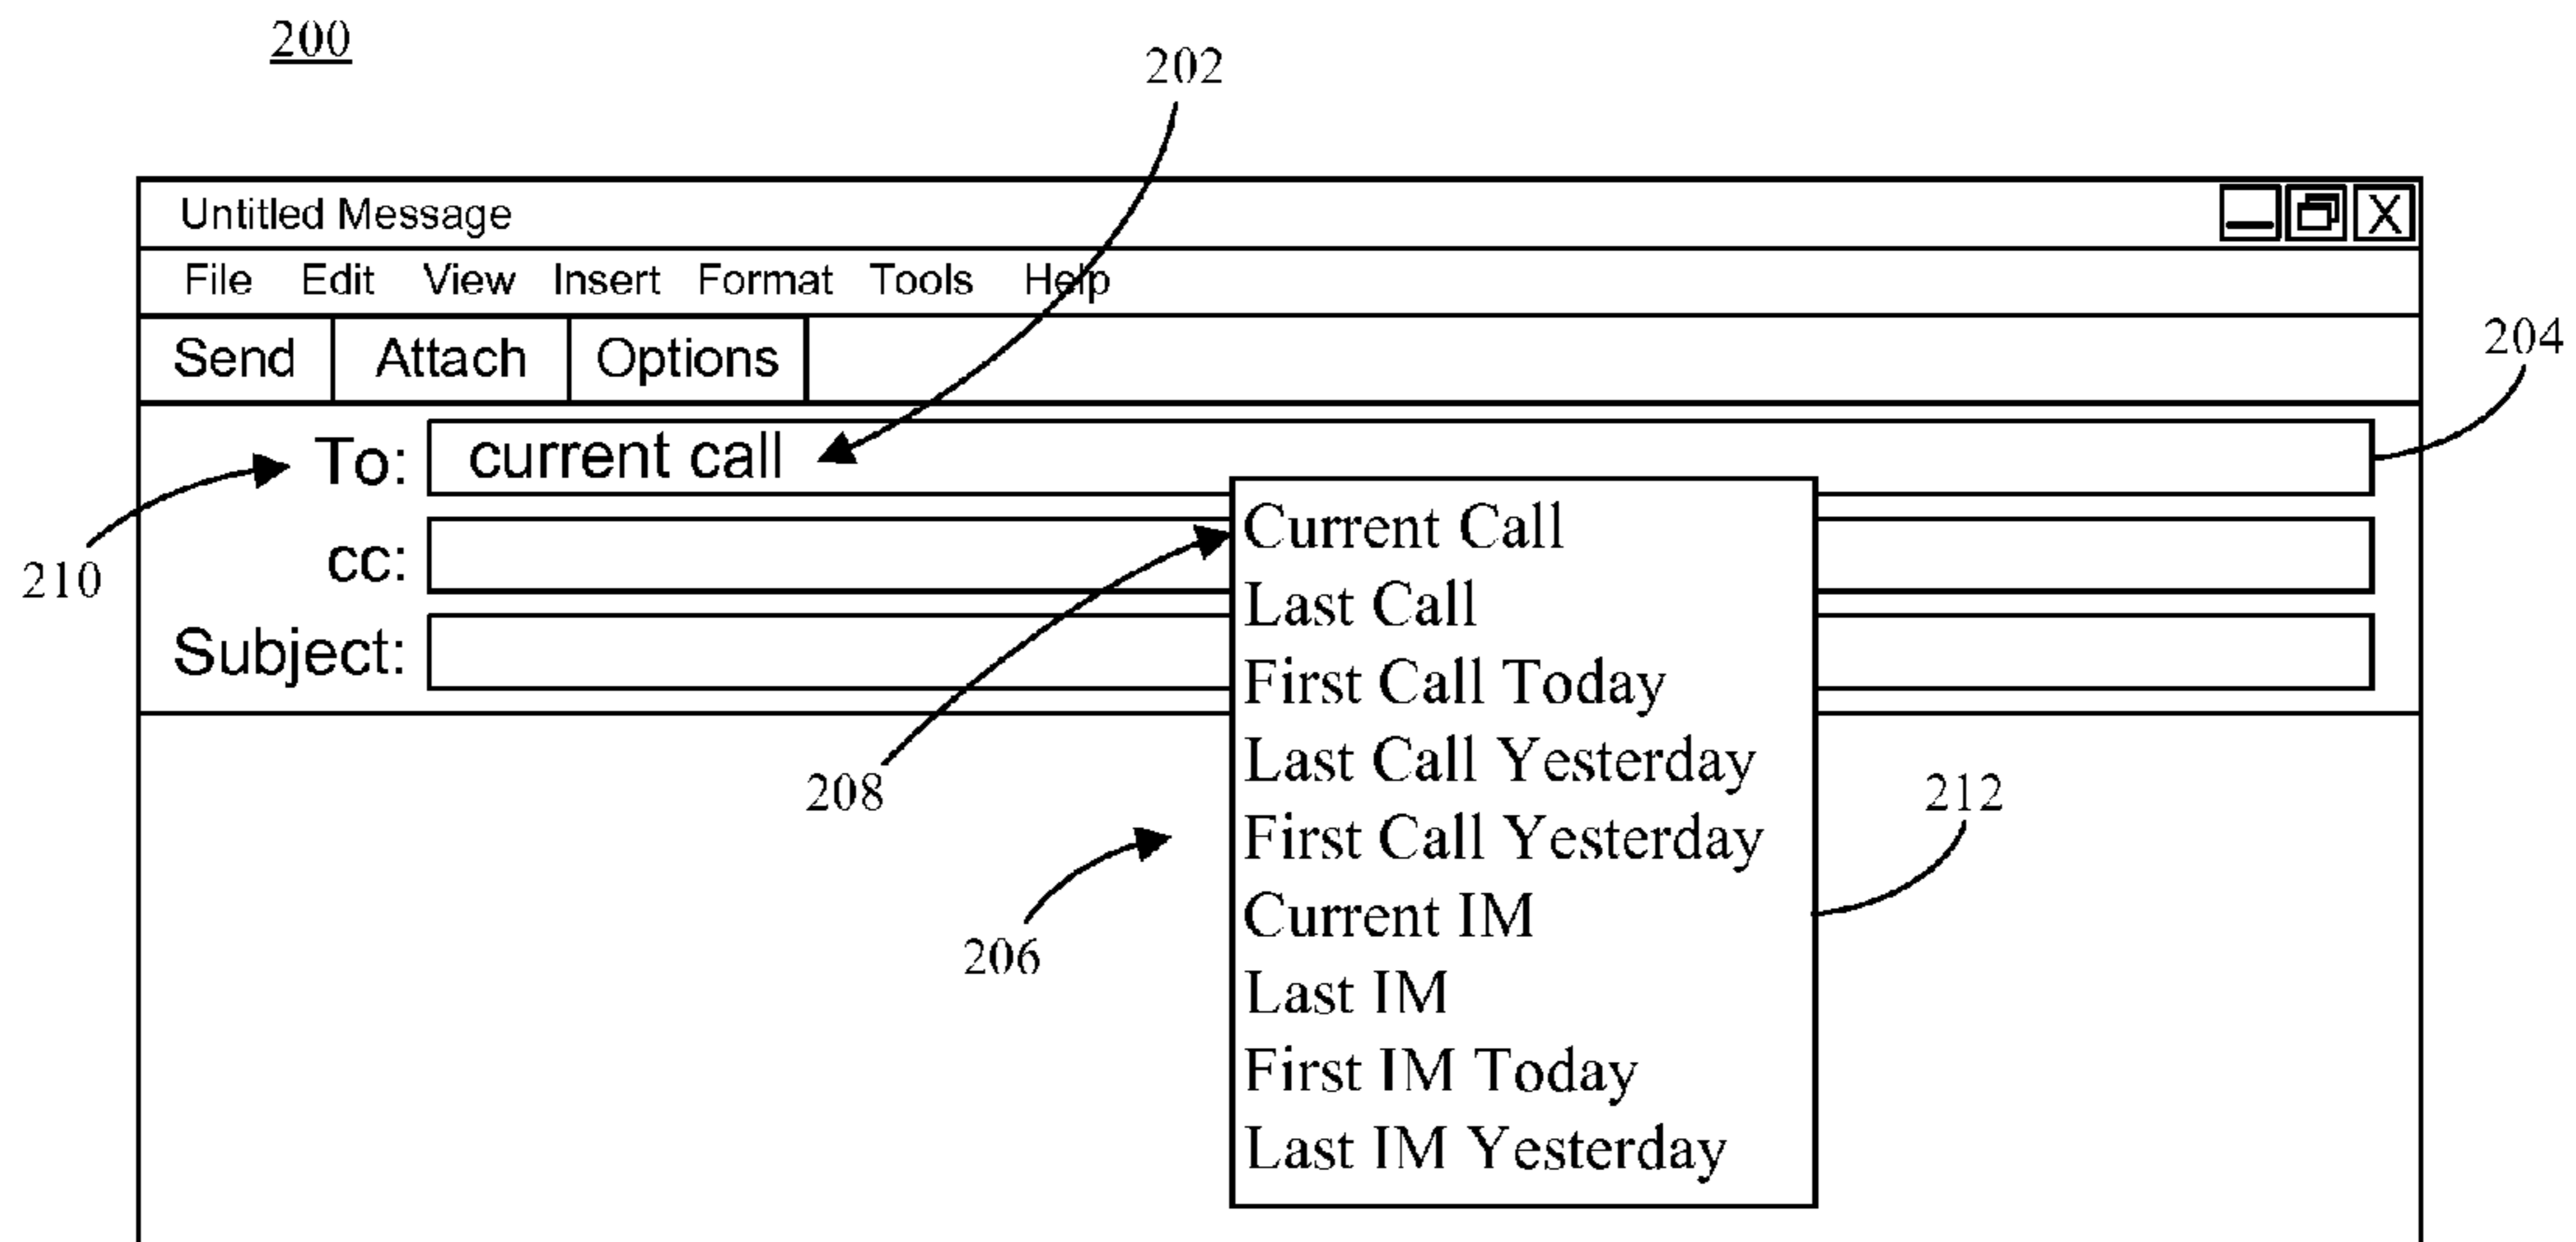 200
202
Untitled Message X
File Edit View Insert Format Tools Help
Send Attach Options
204
To: current call
210
cc:
Subject:
Current Call
Last Call
First Call Today
Last Call Yesterday
First Call Yesterday
Current IM
Last IM
First IM Today
Last IM Yesterday
208
212
206